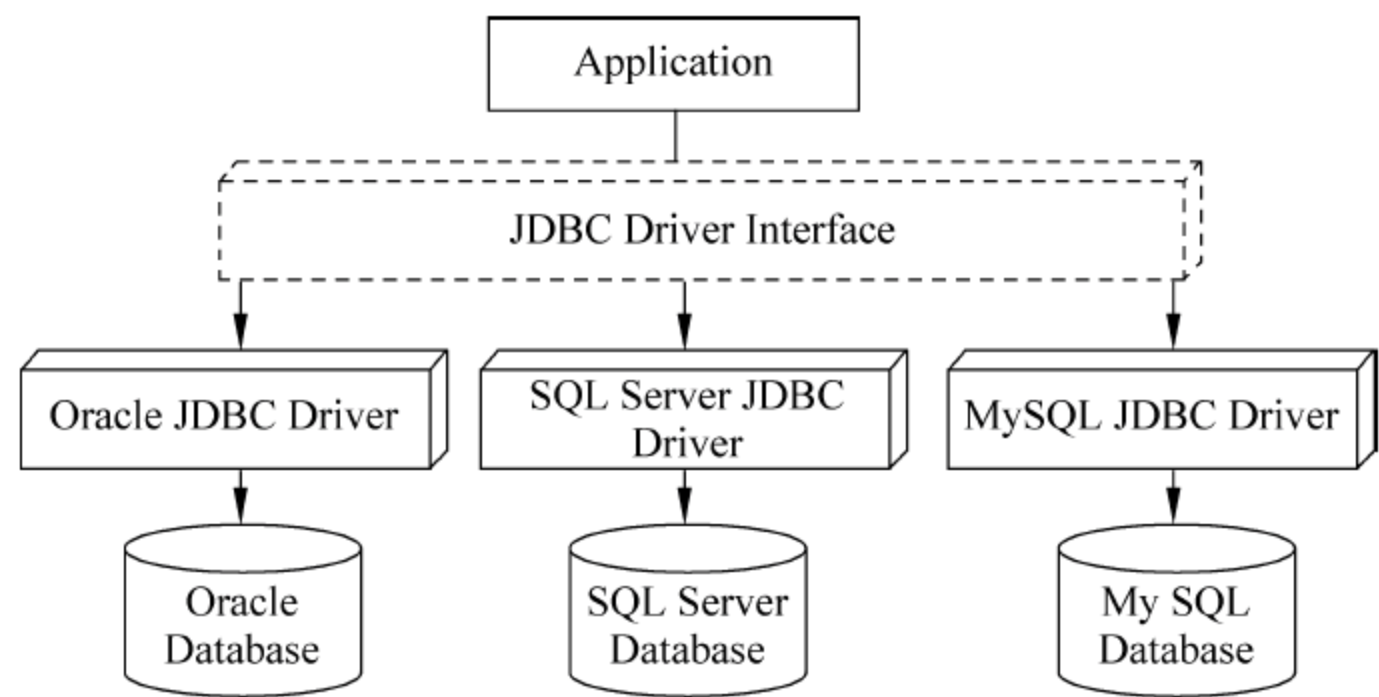 Application
JDBC Driver Interface
Oracle JDBC Driver
SQL Server JDBC
Driver
MySQL JDBC Driver
Oracle
Database
SQL Server
Database
My SQL
Database